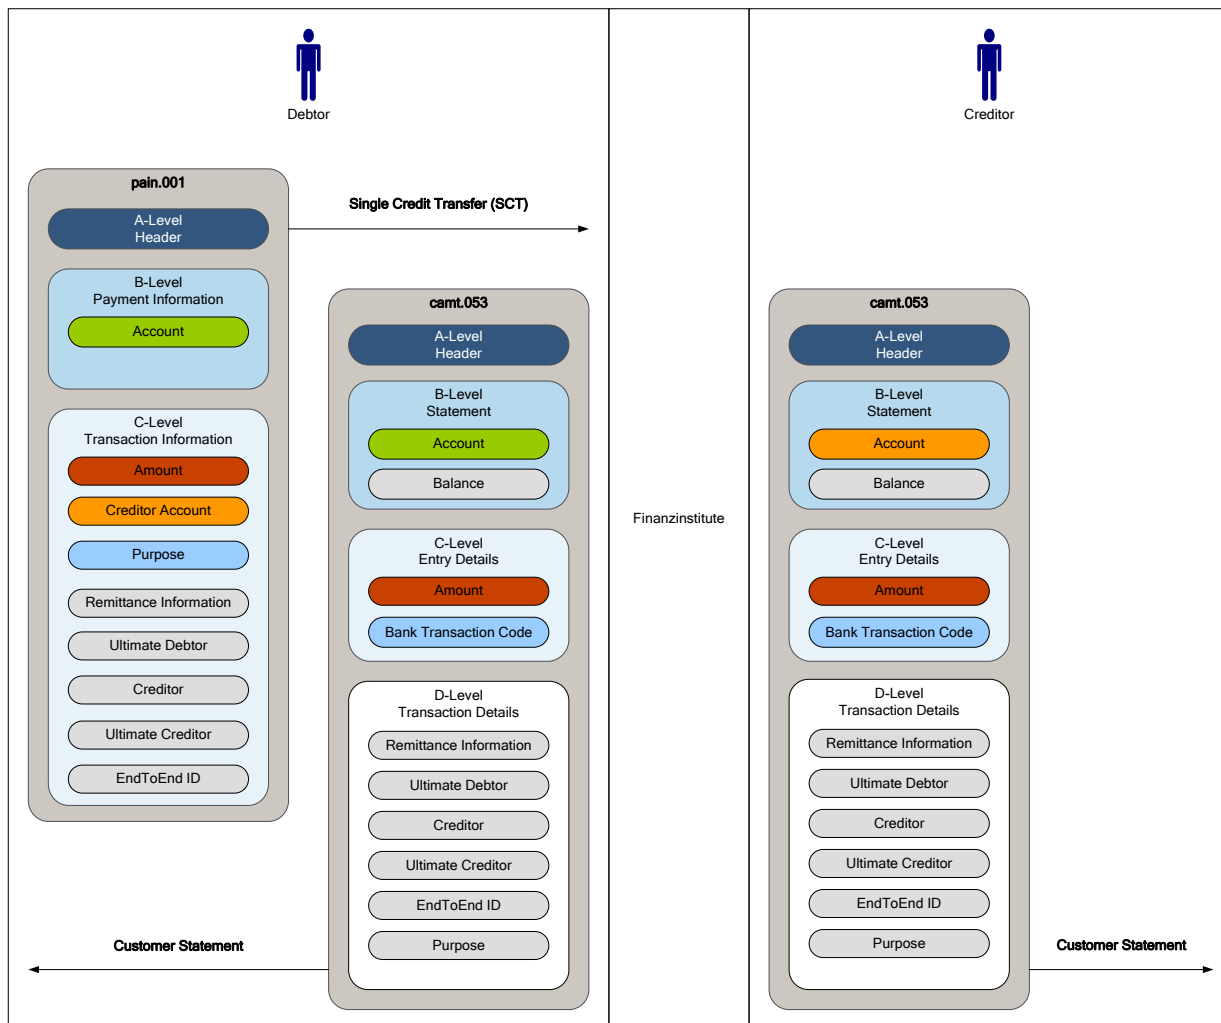 Debtor
pain.001
A-Level
Header
B-Level
Payment Information
Account
C-Level
Transaction Information
Amount
Creditor Account
Purpose
Remittance Information
Ultimate Debtor
Creditor
Ultimate Creditor
EndToEnd ID
Single Credit Transfer (SCT)
camt.053
A-Level
Header
B-Level
Statement
Account
Balance
C-Level
Entry Details
Amount
Bank Transaction Code
D-Level
Transaction Details
Remittance Information
Ultimate Debtor
Creditor
Ultimate Creditor
EndToEnd ID
Purpose
Customer Statement
Finanzinstitute
Creditor
camt.053
A-Level
Header
B-Level
Statement
Account
Balance
C-Level
Entry Details
Amount
Bank Transaction Code
D-Level
Transaction Details
Remittance Information
Ultimate Debtor
Creditor
Ultimate Creditor
EndToEnd ID
Purpose
Customer Statement